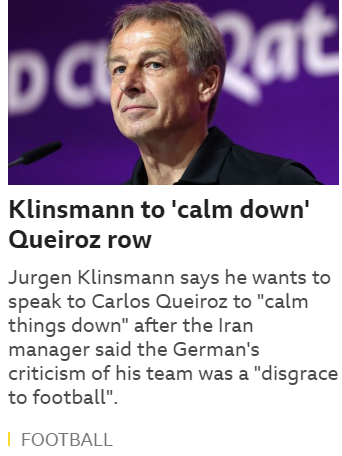 D CU Qat
Klinsmann to 'calm down'
Queiroz row
Jurgen Klinsmann says he wants to
speak to Carlos Queiroz to "calm
things down" after the Iran
manager said the German's
criticism of his team was a "disgrace
to football".
FOOTBALL